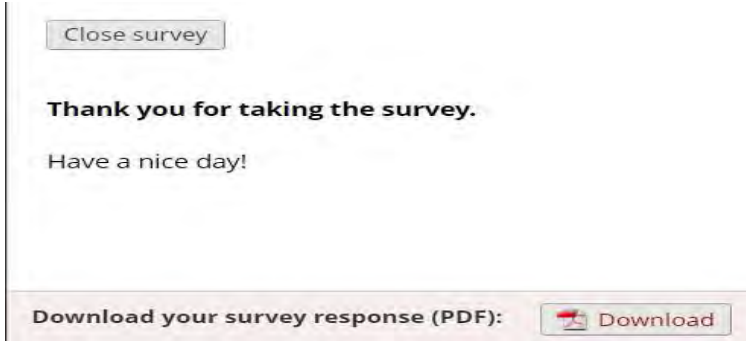 Close survey
Thank you for taking the survey.
Have a nice day!
Download your survey response (PDF): Download